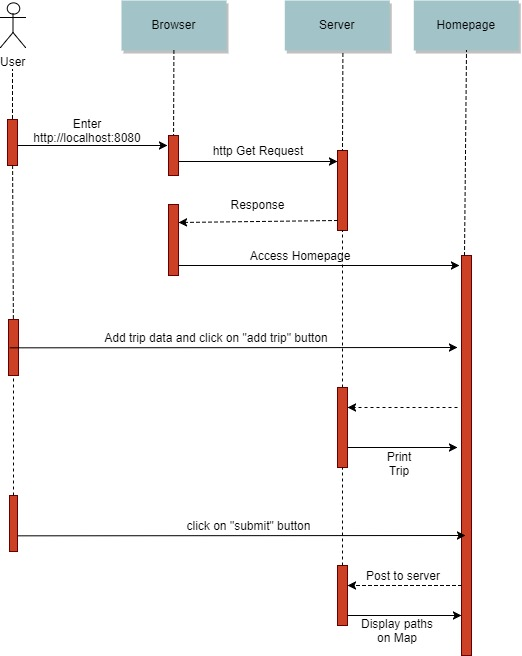 Browser
Server
Homepage
User
Enter
http://localhost:8080
http Get Request
Response
Access Homepage
Add trip data and click on "add trip" button
Print
Trip
click on "submit" button
Post to server
Display paths
on Map